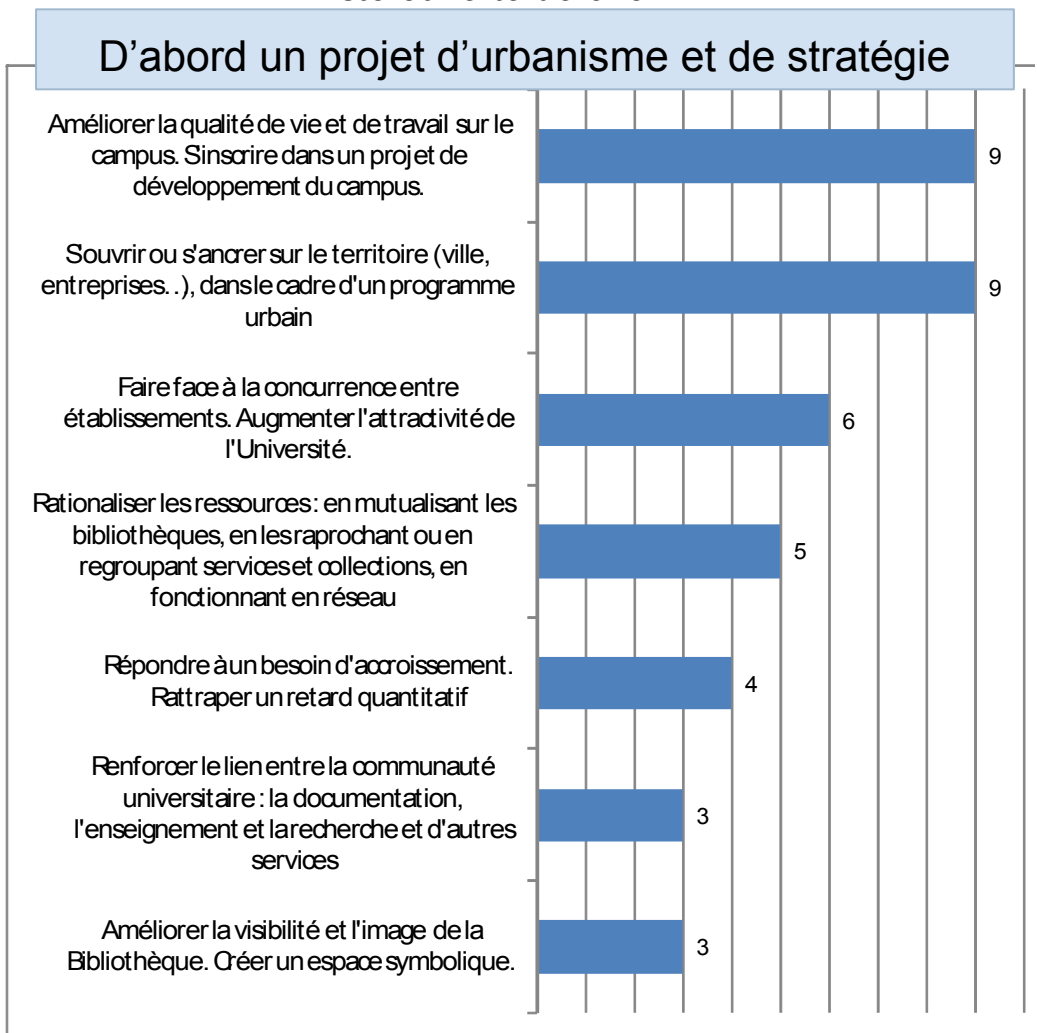 D'abord un projet d'urbanisme et de stratégie
Améliorer la qualité de vie et de travail sur le
campus. S'inscrire dans un projet de
développement du campus.
9
S'ouvrir ou s'ancrer sur le territoire (ville,
entreprises..), dans le cadre d'un programme
urbain
9
Faire face à la concurrence entre
établissements. Augmenter l'attractivité de
l'Université.
6
Rationaliser les ressources : en mutualisant les
bibliothèques, en les raprochant ou en
regroupant services et collections, en
fonctionnant en réseau
5
Répondre à un besoin d'accroissement.
Rattraper un retard quantitatif
4
Renforcer le lien entre la communauté
universitaire : la documentation,
l'enseignement et la recherche et d'autres
services
3
Améliorer la visibilité et l'image de la
Bibliothèque. Créer un espace symbolique.
3